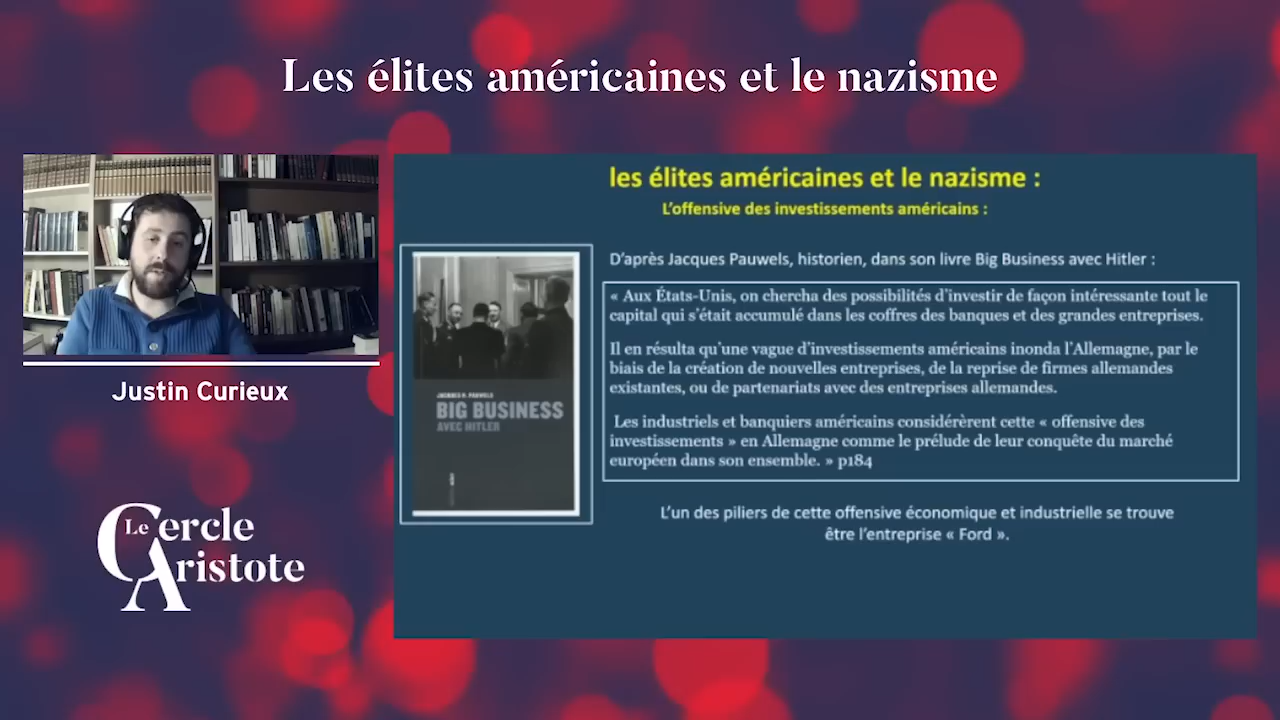 Les élites américaines et le nazisme
les élites américaines et le nazisme :
L'offensive des investissements américains :
D'après Jacques Pauwels, historien, dans son livre Big Business avec Hitler :
« Aux États-Unis, on chercha des possibilités d'investir de façon intéressante tout le
capital qui s'était accumulé dans les coffres des banques et des grandes entreprises.
Il en résulta qu'une vague d'investissements américains inonda l'Allemagne, par le
biais de la création de nouvelles entreprises, de la reprise de firmes allemandes
existantes, ou de partenariats avec des entreprises allemandes.
Les industriels et banquiers américains considérèrent cette « offensive des
investissements » en Allemagne comme le prélude de leur conquête du marché
européen dans son ensemble. » p184
L'un des piliers de cette offensive économique et industrielle se trouve
être l'entreprise « Ford ».
JACQUES R. PAUWELS
BIG BUSINESS
AVEC HITLER
Justin Curieux
Le Cercle
Aristote